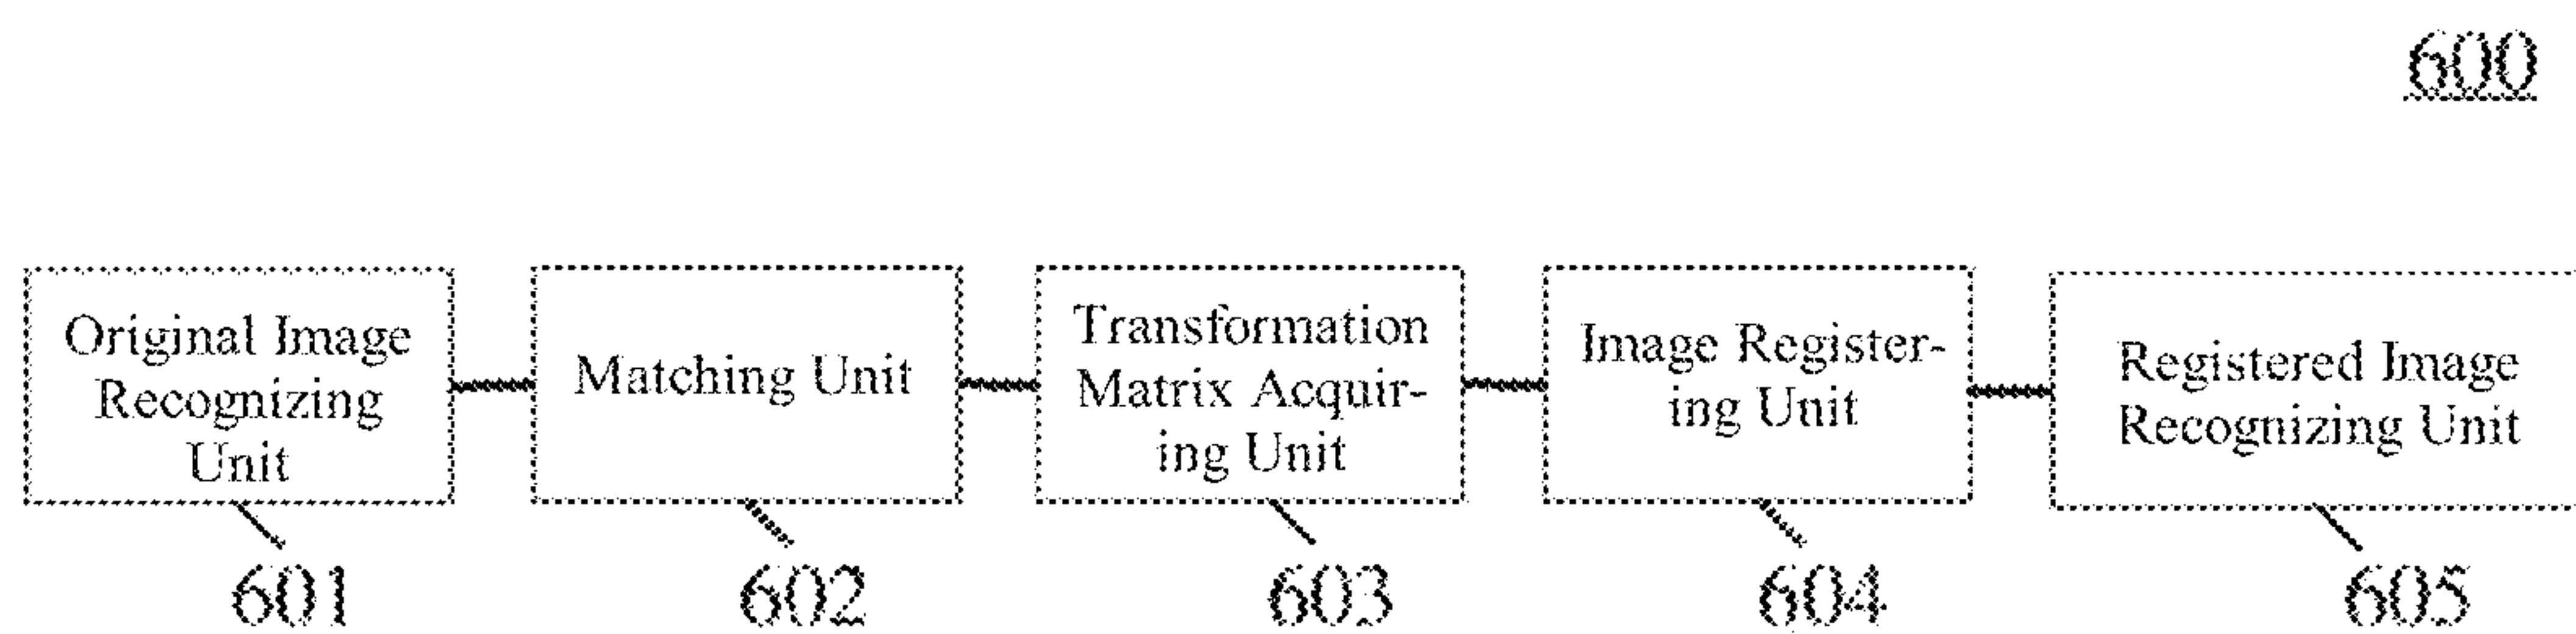 600
Original Image
Recognizing
Unit
Matching Unit
Transformation
Matrix Acquir-
ing Unit
Image Register-
ing Unit
Registered Image
Recognizing Unit
601
602
603
604
605